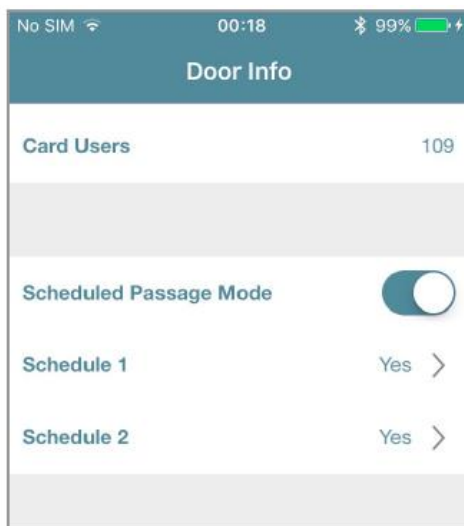 No SIM 00:18 99%
Door Info
Card Users 109
Scheduled Passage Mode
Schedule 1 Yes
Schedule 2 Yes